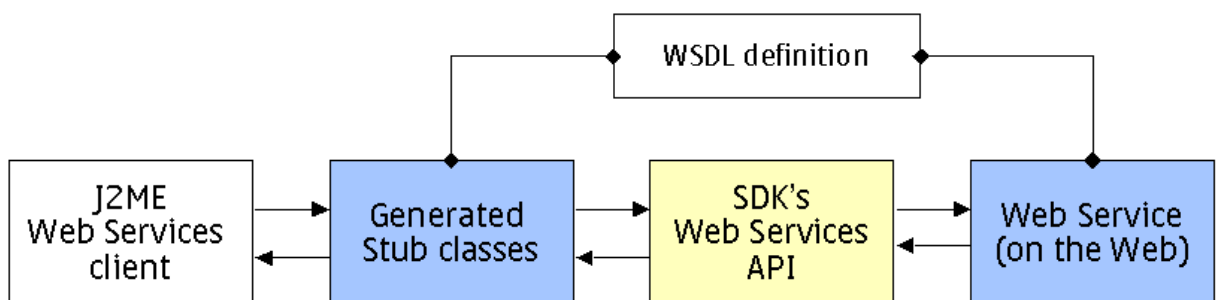 WSDL definition
J2ME
Web Services
client
Generated
Stub classes
SDK's
Web Services
API
Web Service
(on the Web)